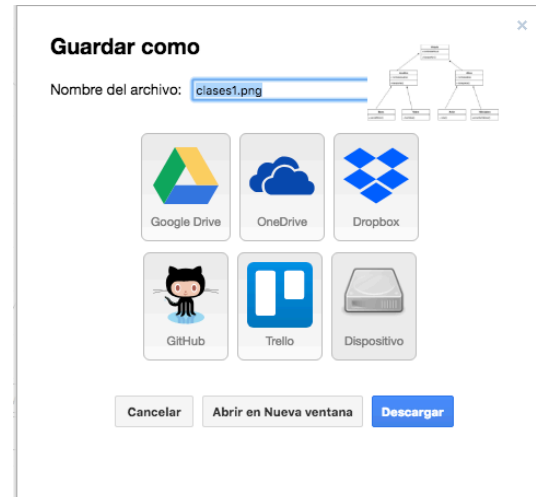 ×
Guardar como
Nombre del archivo: clases1.png
Google Drive OneDrive Dropbox
GitHub Trello Dispositivo
Cancelar Abrir en Nueva ventana Descargar